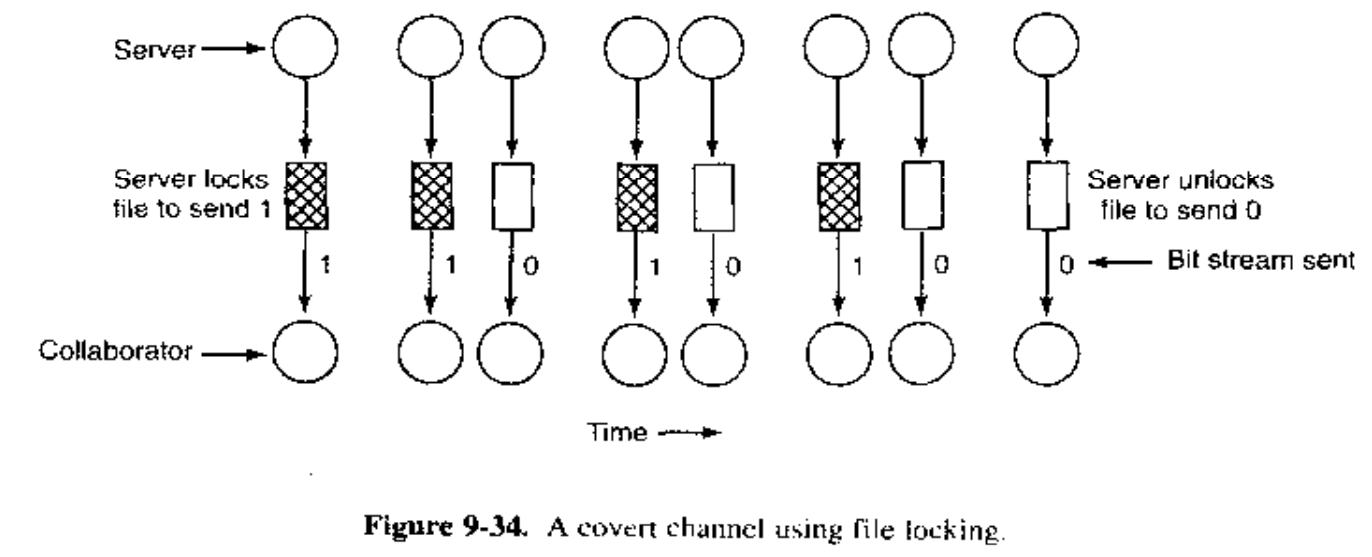 Server
Server locks
file to send 1
Server unlocks
file to send 0
1 1 0 1 0 1 0 0
Bit stream sent
Collaborator
Time
Figure 9-34. A covert channel using file locking.